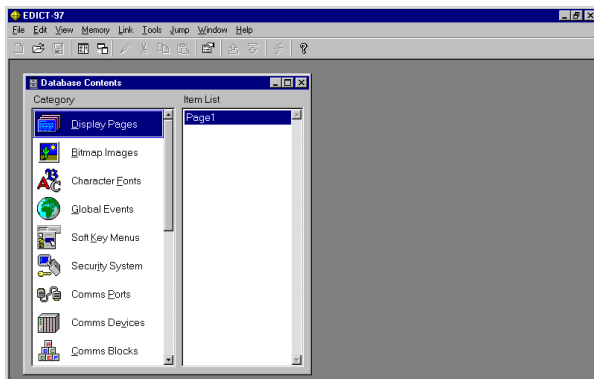 EDICT-97
File Edit View Memory Link Tools Jump Window Help
Database Contents
Category Item List
Display Pages Page1
Bitmap Images
Character Fonts
Global Events
Soft Key Menus
Security System
Comms Ports
Comms Devices
Comms Blocks